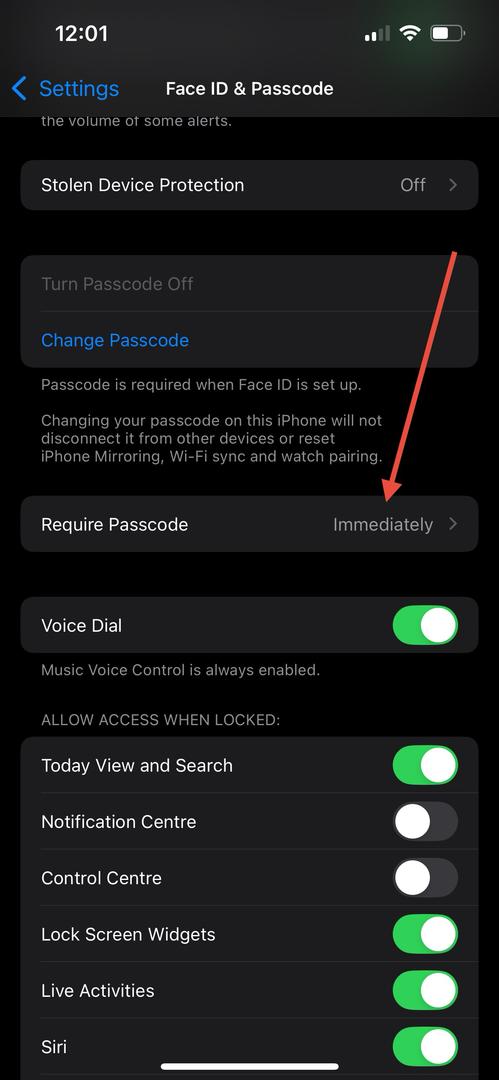 12:01
Settings
Face ID & Passcode
the volume of some alerts.
Stolen Device Protection Off
Turn Passcode Off
Change Passcode
Passcode is required when Face ID is set up.
Changing your passcode on this iPhone will not
disconnect it from other devices or reset
iPhone Mirroring, Wi-Fi sync and watch pairing.
Require Passcode Immediately
Voice Dial
Music Voice Control is always enabled.
ALLOW ACCESS WHEN LOCKED:
Today View and Search
Notification Centre
Control Centre
Lock Screen Widgets
Live Activities
Siri